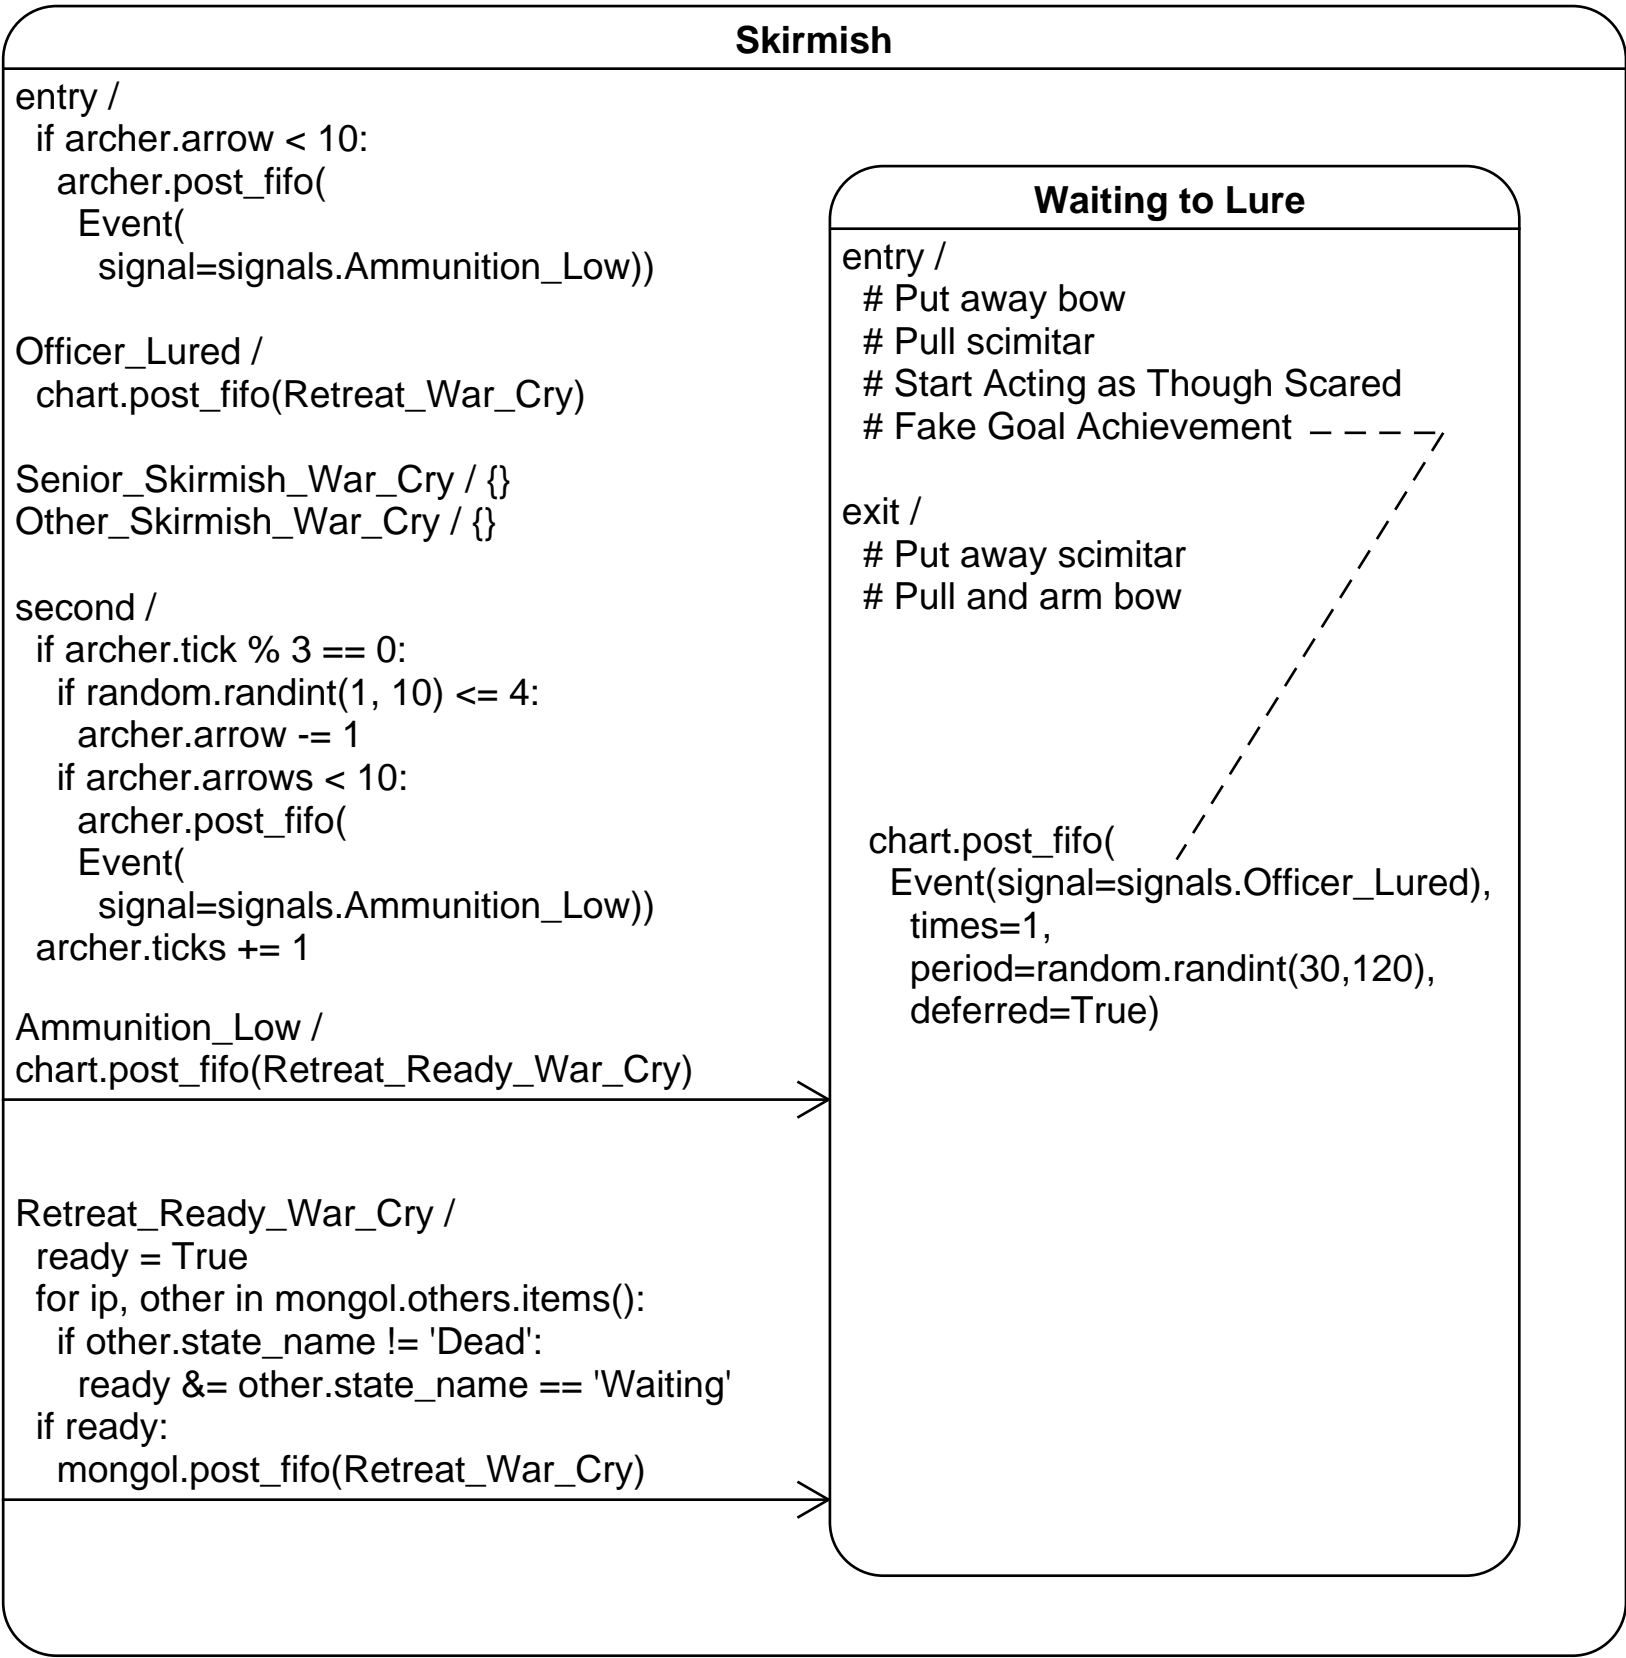 Skirmish
entry /
if archer.arrow < 10:
archer.post_fifo(
Event(
signal=signals.Ammunition_Low))
Officer_Lured /
chart.post_fifo(Retreat_War_Cry)
Senior_Skirmish_War_Cry / {}
Other_Skirmish_War_Cry / {}
second /
if archer.tick % 3 == 0:
if random.randint(1, 10) <= 4:
archer.arrow -= 1
if archer.arrows < 10:
archer.post_fifo(
Event(
signal=signals.Ammunition_Low))
archer.ticks += 1
Ammunition_Low /
chart.post_fifo(Retreat_Ready_War_Cry)
Retreat_Ready_War_Cry /
ready = True
for ip, other in mongol.others.items():
if other.state_name != 'Dead':
ready &= other.state_name == 'Waiting'
if ready:
mongol.post_fifo(Retreat_War_Cry)
Waiting to Lure
entry /
# Put away bow
# Pull scimitar
# Start Acting as Though Scared
# Fake Goal Achievement
exit /
# Put away scimitar
# Pull and arm bow
chart.post_fifo(
Event(signal=signals.Officer_Lured),
times=1,
period=random.randint(30,120),
deferred=True)